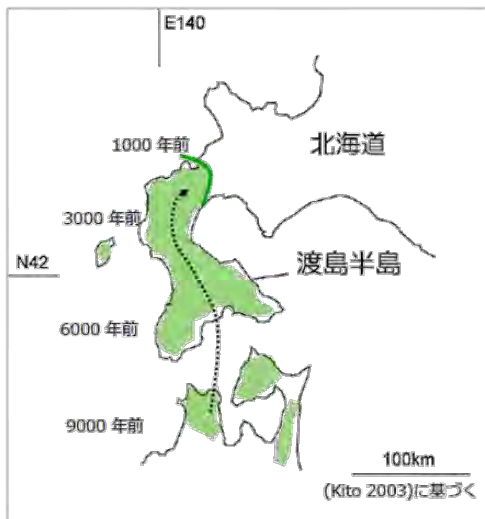 E140
1000 年前
北海道
3000 年前
N42
渡島半島
6000 年前
9000 年前
100km
(Kito 2003)に基づく